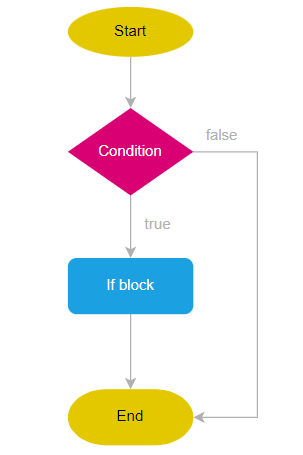 Start
Condition
false
true
If block
End